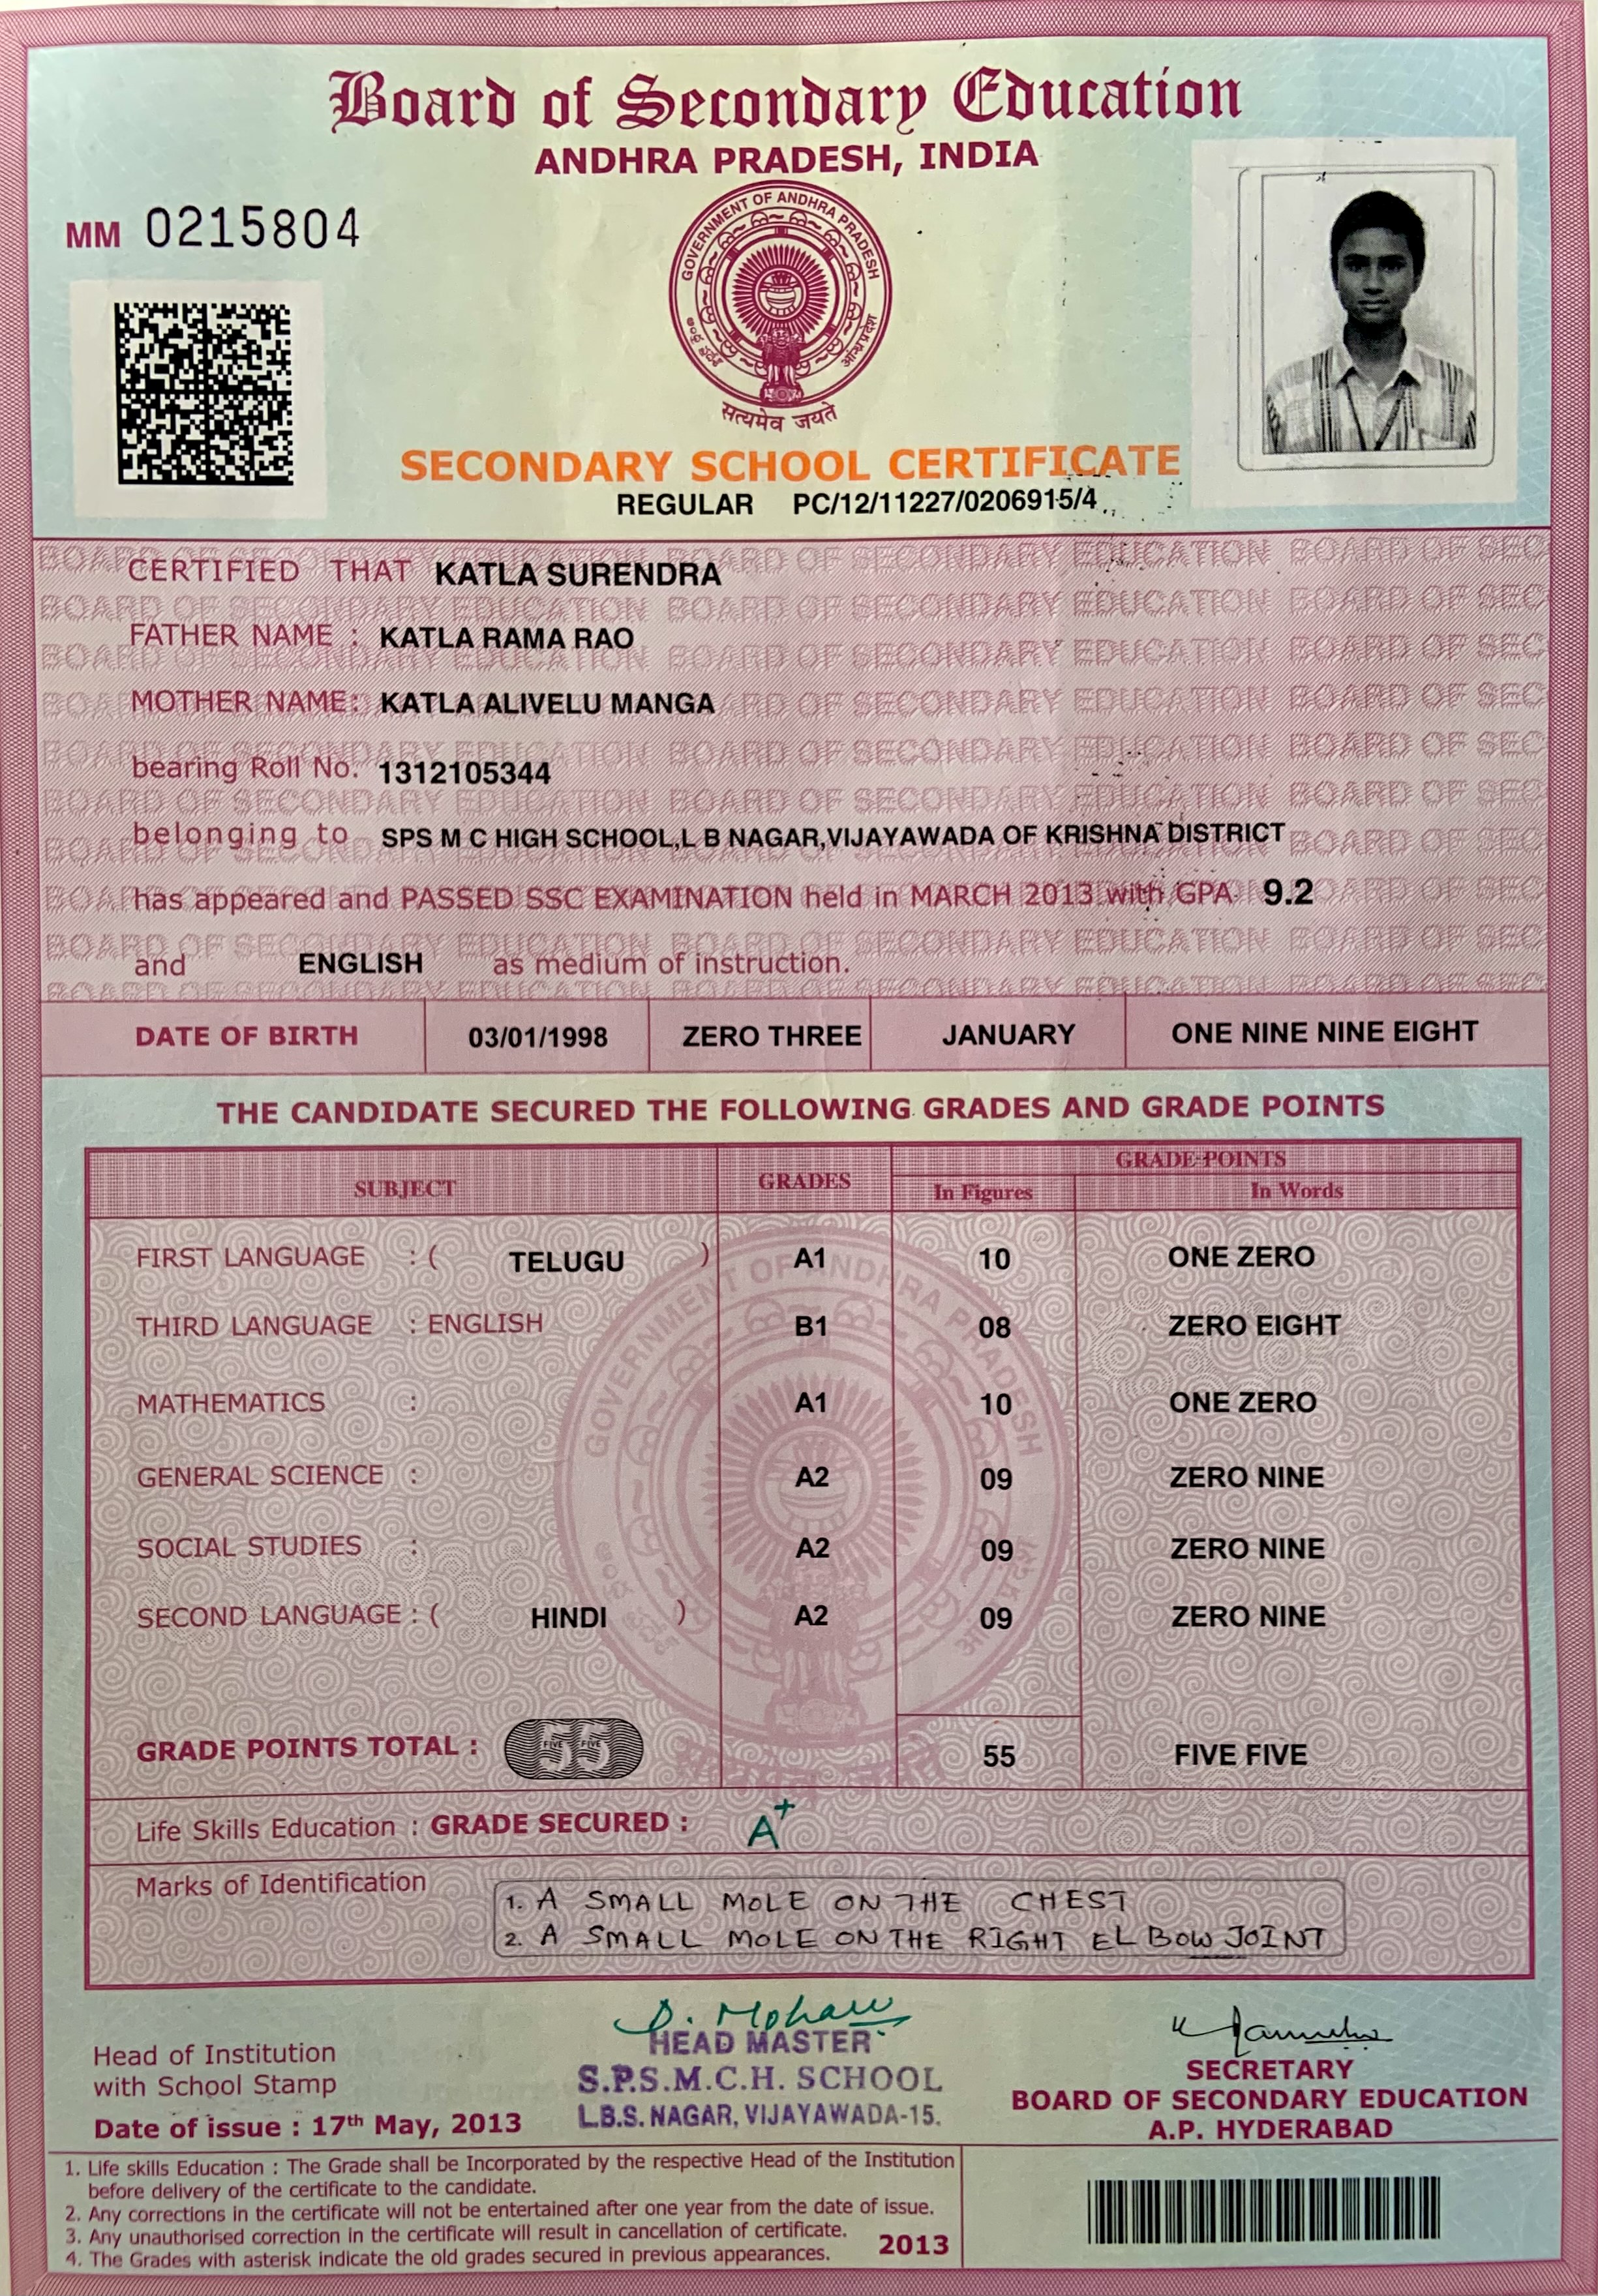 Board of Secondary Education
ANDHRA PRADESH, INDIA
MM 0215804
GOVERNMENT OF ANDHRA PRADESH
सत्यमेव जयते
SECONDARY SCHOOL CERTIFICATE
REGULAR PC/12/11227/0206915/4
CERTIFIED THAT KATLA SURENDRA
FATHER NAME : KATLA RAMA RAO
MOTHER NAME: KATLA ALIVELU MANGA
bearing Roll No. 1312105344
belonging to SPS M C HIGH SCHOOL,L B NAGAR,VIJAYAWADA OF KRISHNA DISTRICT
has appeared and PASSED SSC EXAMINATION held in MARCH 2013 with GPA 9.2
and ENGLISH as medium of instruction.
DATE OF BIRTH 03/01/1998 ZERO THREE JANUARY ONE NINE NINE EIGHT
THE CANDIDATE SECURED THE FOLLOWING GRADES AND GRADE POINTS
SUBJECT GRADES GRADE POINTS
In Figures In Words
FIRST LANGUAGE : ( TELUGU ) A1 10 ONE ZERO
THIRD LANGUAGE : ENGLISH B1 08 ZERO EIGHT
MATHEMATICS : A1 10 ONE ZERO
GENERAL SCIENCE : A2 09 ZERO NINE
SOCIAL STUDIES : A2 09 ZERO NINE
SECOND LANGUAGE : ( HINDI ) A2 09 ZERO NINE
GRADE POINTS TOTAL : 55 55 FIVE FIVE
Life Skills Education : GRADE SECURED : A+
Marks of Identification
1. A SMALL MOLE ON THE CHEST
2. A SMALL MOLE ON THE RIGHT ELBOW JOINT
Head of Institution
with School Stamp
Date of issue : 17th May, 2013
HEAD MASTER
S.P.S.M.C.H. SCHOOL
L.B.S. NAGAR, VIJAYAWADA-15.
SECRETARY
BOARD OF SECONDARY EDUCATION
A.P. HYDERABAD
1. Life skills Education : The Grade shall be Incorporated by the respective Head of the Institution
before delivery of the certificate to the candidate.
2. Any corrections in the certificate will not be entertained after one year from the date of issue.
3. Any unauthorised correction in the certificate will result in cancellation of certificate.
4. The Grades with asterisk indicate the old grades secured in previous appearances.
2013